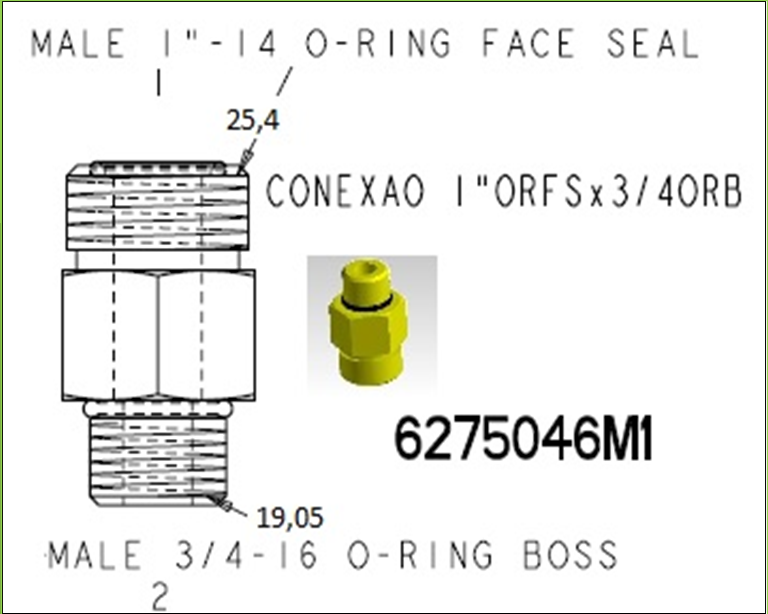 MALE 1"-14 O-RING FACE SEAL
1
25,4
CONEXAO 1"ORFSx3/4ORB
6275046M1
19,05
MALE 3/4-16 O-RING BOSS
2